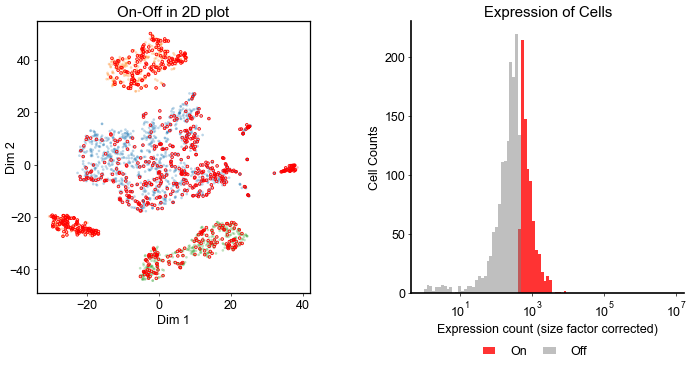 On-Off in 2D plot
Dim 2
40
20
0
−20
−40
−20 0 20 40
Dim 1
Expression of Cells
Cell Counts
200
150
100
50
0
10^1 10^3 10^5 10^7
Expression count (size factor corrected)
On Off